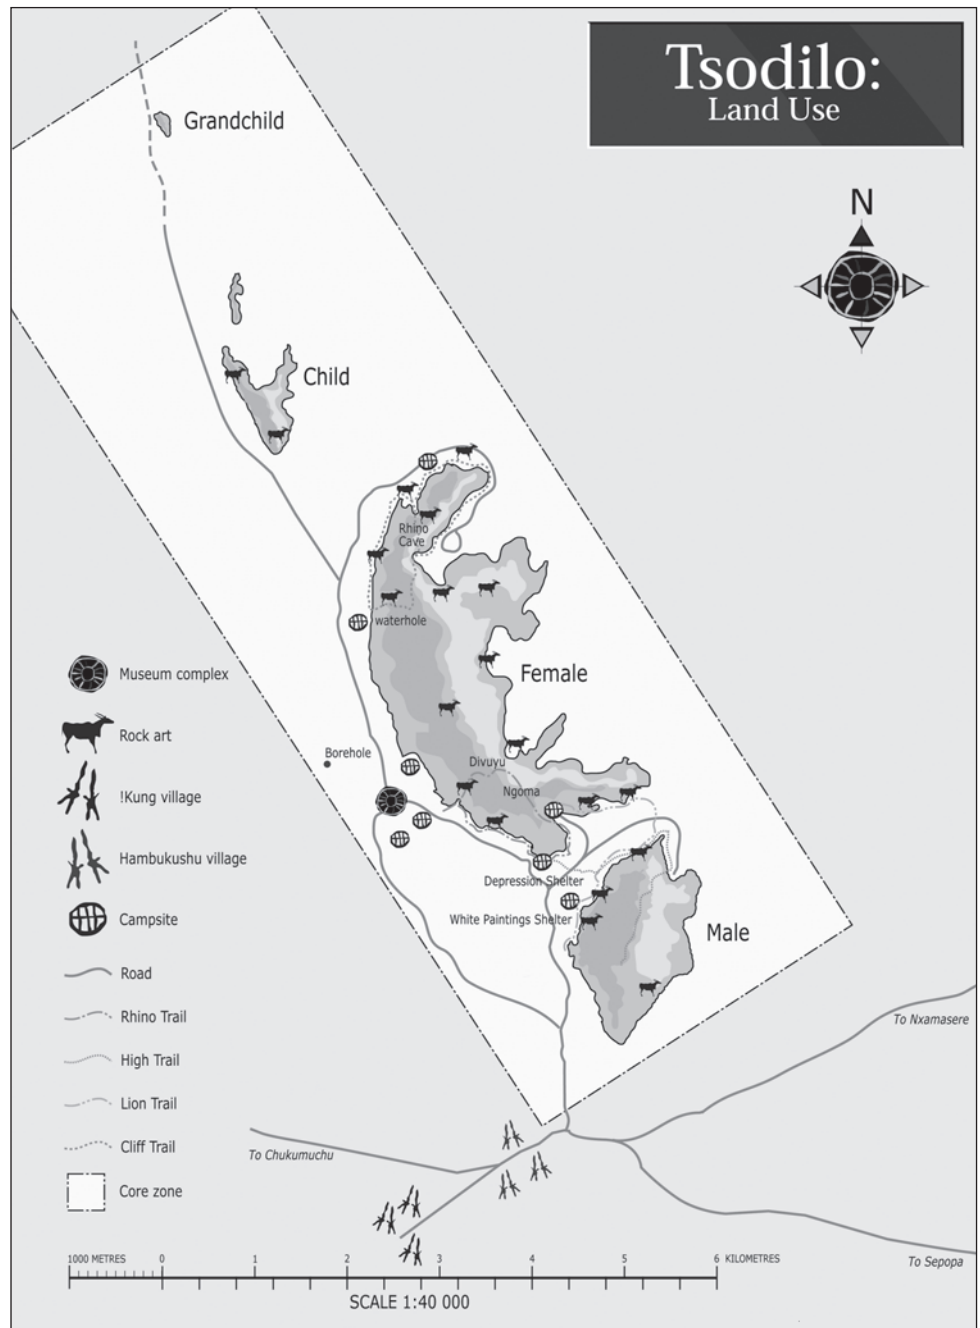 Tsodilo:
Land Use
Grandchild
N
Child
Rhino
Cave
waterhole
Female
Museum complex
Rock art
Borehole
Divuyu
!Kung village
Ngoma
Hambukushu village
Depression Shelter
Campsite
White Paintings Shelter
Male
Road
Rhino Trail
To Nxamasere
High Trail
Lion Trail
Cliff Trail
To Chukumuchu
Core zone
To Sepopa
1000 METRES 0 1 2 3 4 5 6 KILOMETRES
SCALE 1:40 000